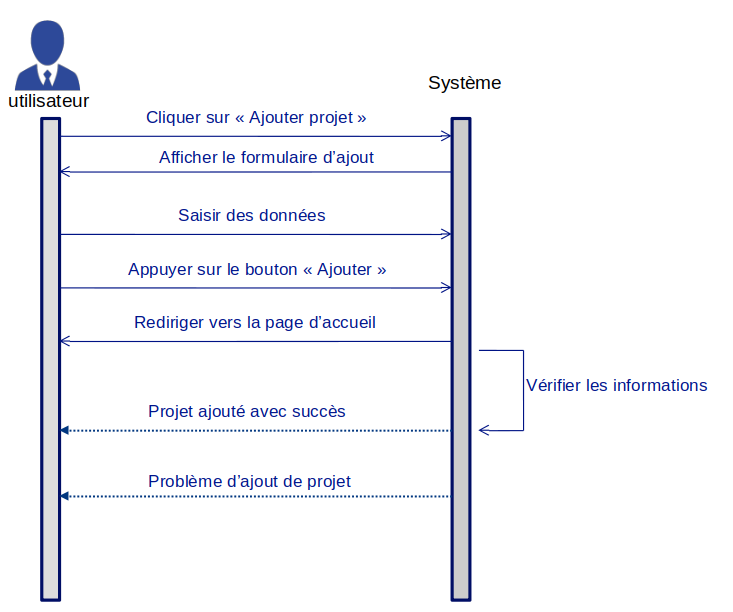 Système
utilisateur
Cliquer sur « Ajouter projet »
Afficher le formulaire d’ajout
Saisir des données
Appuyer sur le bouton « Ajouter »
Rediriger vers la page d’accueil
Vérifier les informations
Projet ajouté avec succès
Problème d’ajout de projet